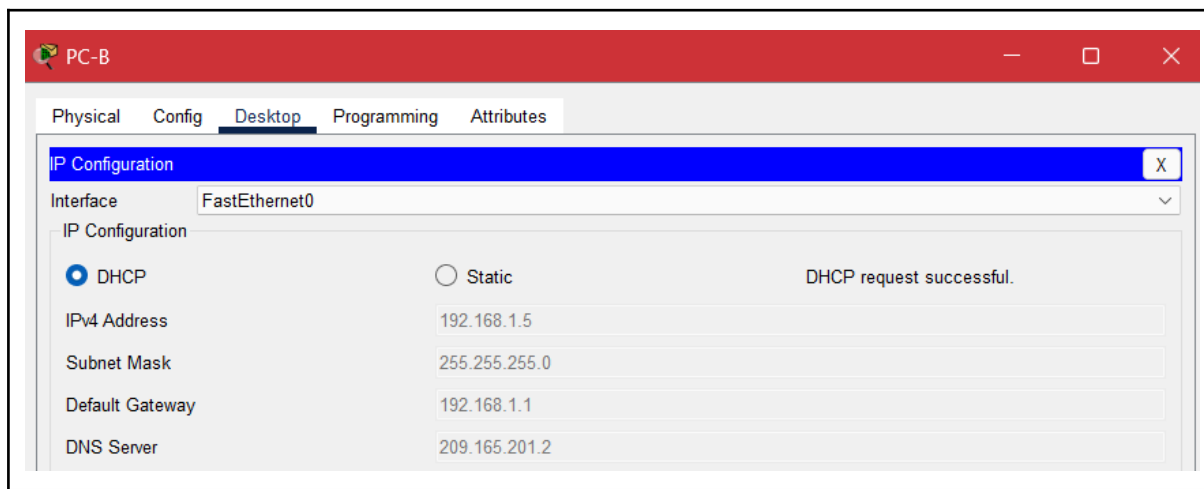 PC-B
Physical Config Desktop Programming Attributes
IP Configuration X
Interface FastEthernet0
IP Configuration
DHCP Static DHCP request successful.
IPv4 Address 192.168.1.5
Subnet Mask 255.255.255.0
Default Gateway 192.168.1.1
DNS Server 209.165.201.2